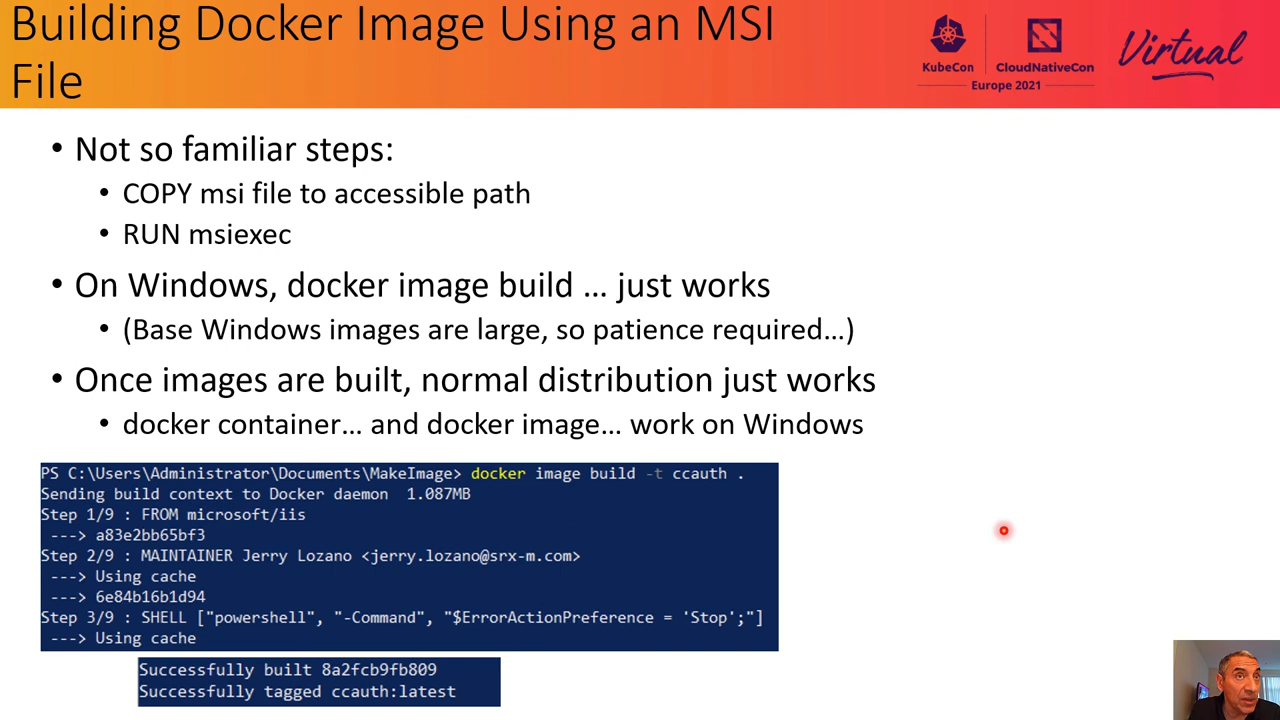 Building Docker Image Using an MSI
File
KubeCon
CloudNativeCon
Europe 2021
Virtual
• Not so familiar steps:
• COPY msi file to accessible path
• RUN msiexec
• On Windows, docker image build … just works
• (Base Windows images are large, so patience required…)
• Once images are built, normal distribution just works
• docker container… and docker image… work on Windows
PS C:\Users\Administrator\Documents\MakeImage> docker image build -t ccauth .
Sending build context to Docker daemon  1.087MB
Step 1/9 : FROM microsoft/iis
---> a83e2bb65bf3
Step 2/9 : MAINTAINER Jerry Lozano <jerry.lozano@srx-m.com>
---> Using cache
---> 6e84b16b1d94
Step 3/9 : SHELL ["powershell", "-Command", "$ErrorActionPreference = 'Stop';"]
---> Using cache
Successfully built 8a2fcb9fb809
Successfully tagged ccauth:latest